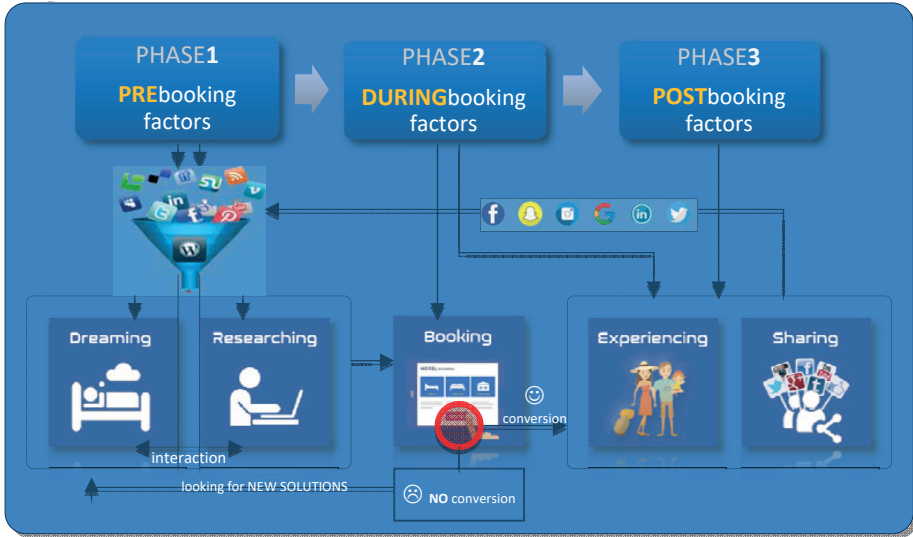 PHASE1
PREbooking
factors
PHASE2
DURINGbooking
factors
PHASE3
POSTbooking
factors
Dreaming
Researching
Booking
Experiencing
Sharing
HOTEL
conversion
interaction
looking for NEW SOLUTIONS
NO conversion